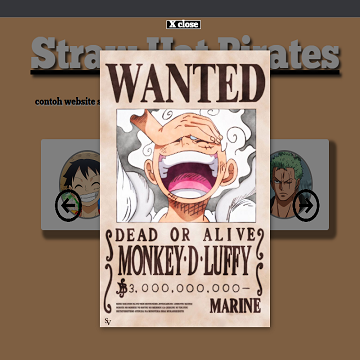 X close
Straw Hat Pirates
contoh website s
WANTED
DEAD OR ALIVE
MONKEY·D·LUFFY
฿3,000,000,000-
MARINE